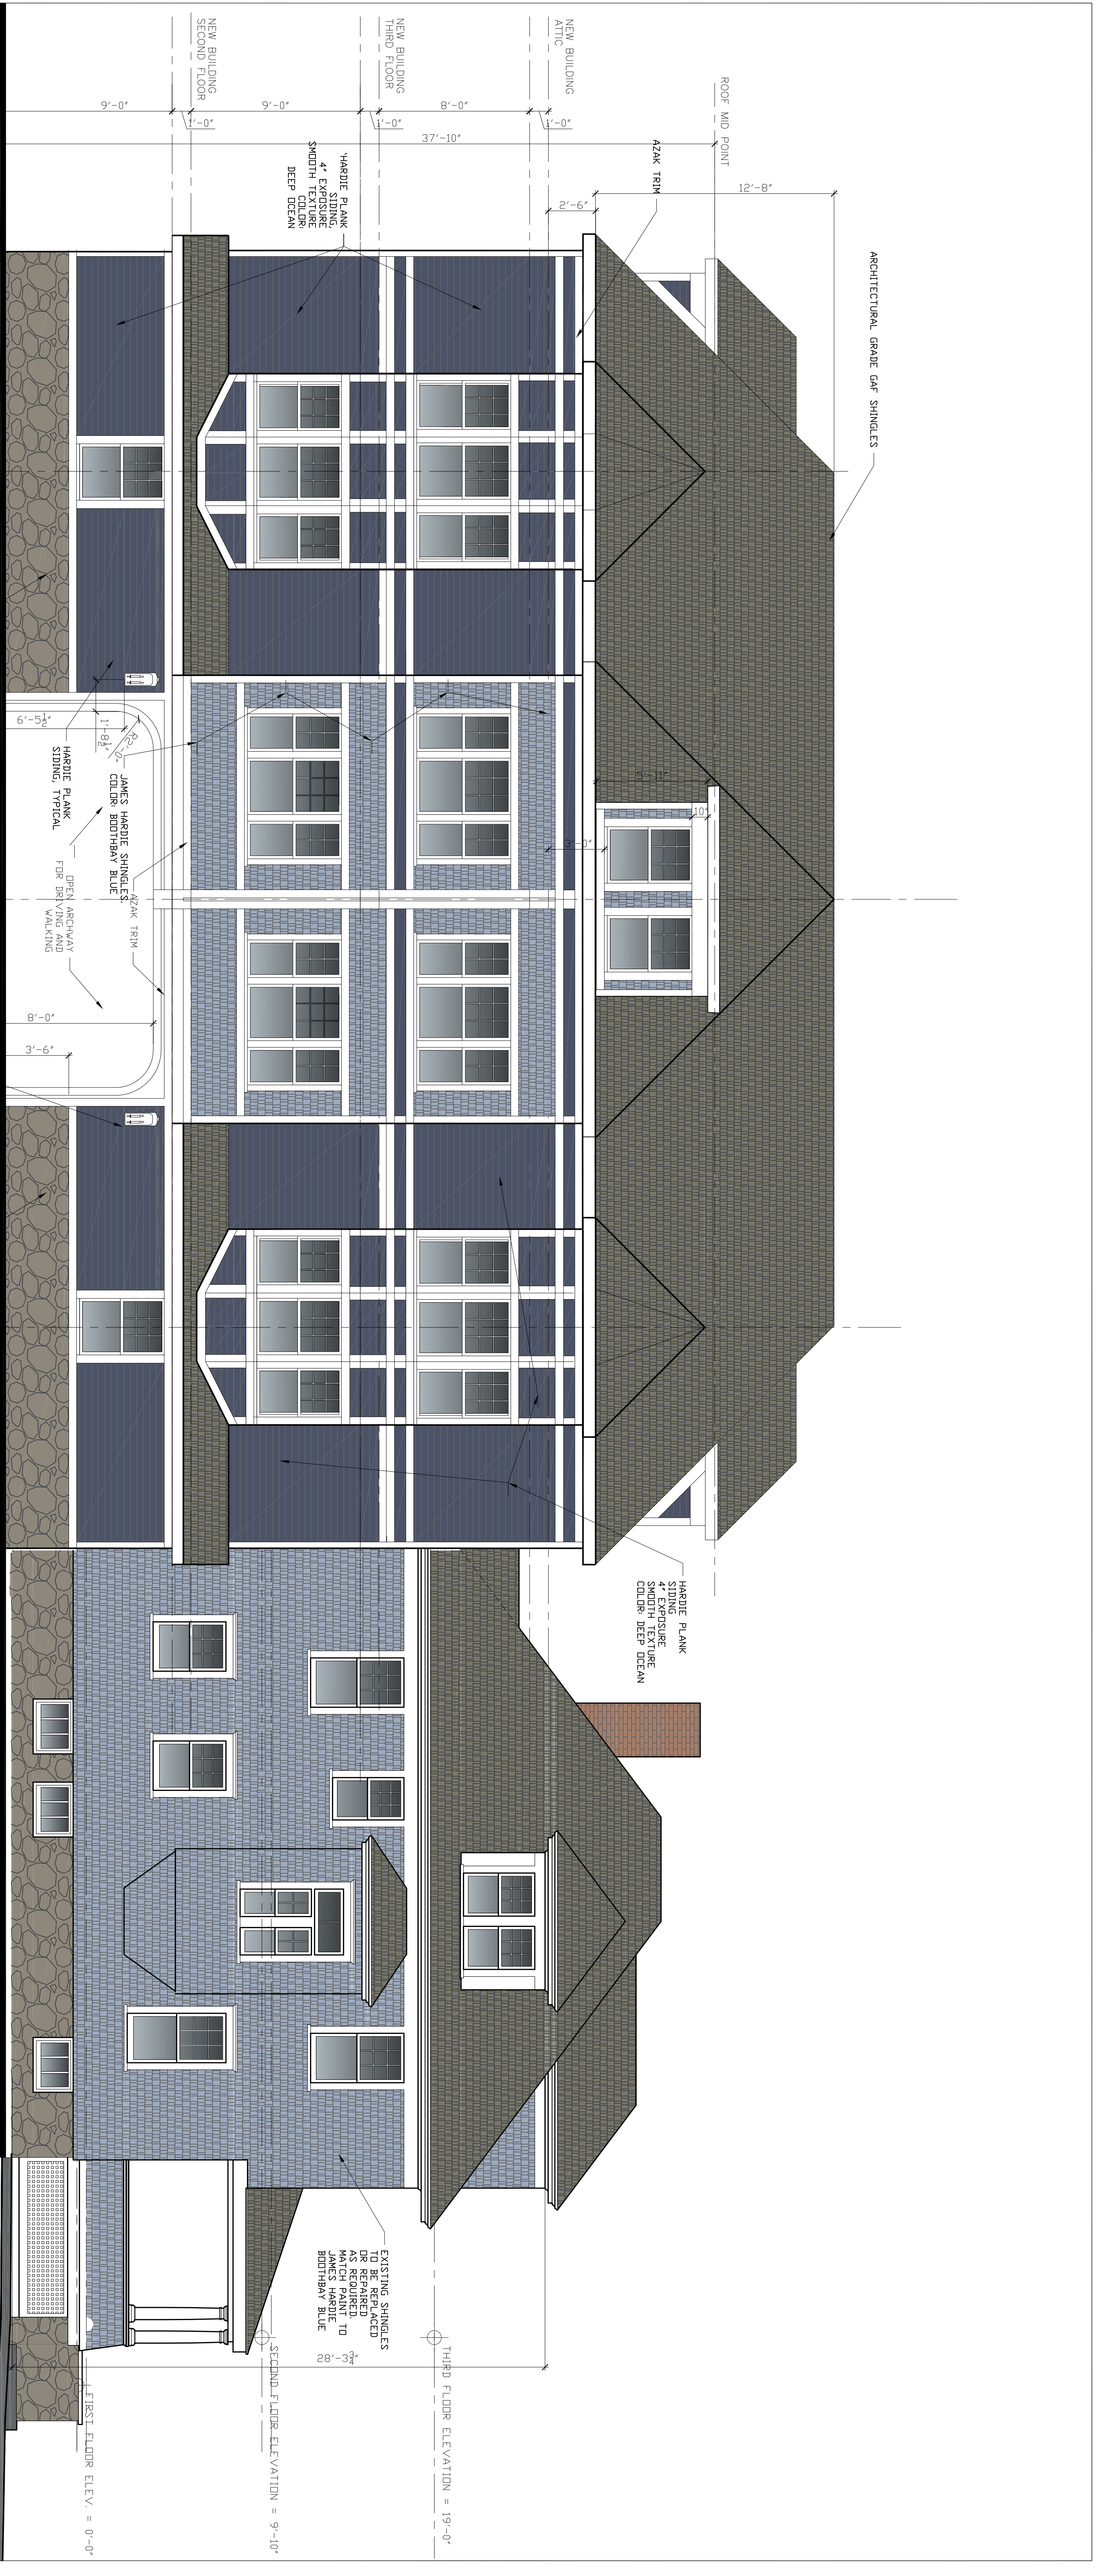 ARCHITECTURAL GRADE GAF SHINGLES
ROOF MID POINT
12'-8"
AZAK TRIM
NEW BUILDING
ATTIC
2'-6"
1'-0"
8'-0"
37'-10"
NEW BUILDING
THIRD FLOOR
1'-0"
9'-0"
NEW BUILDING
SECOND FLOOR
1'-0"
9'-0"
'HARDIE PLANK
SIDING,
4" EXPOSURE
SMOOTH TEXTURE
COLOR:
DEEP OCEAN
5'-11"
10"
3'-0"
HARDIE PLANK
SIDING
4" EXPOSURE
SMOOTH TEXTURE
COLOR: DEEP OCEAN
6'-5½"
1'-8½"
R2'-0"
HARDIE PLANK
SIDING, TYPICAL
JAMES HARDIE SHINGLES.
COLOR: BOOTHBAY BLUE
AZAK TRIM
OPEN ARCHWAY
FOR DRIVING AND
WALKING
8'-0"
3'-6"
EXISTING SHINGLES
TO BE REPLACED
OR REPAIRED
AS REQUIRED.
MATCH PAINT TO
JAMES HARDIE
BOOTHBAY BLUE
28'-3¾"
THIRD FLOOR ELEVATION = 19'-0"
SECOND FLOOR ELEVATION = 9'-10"
FIRST FLOOR ELEV. = 0'-0"